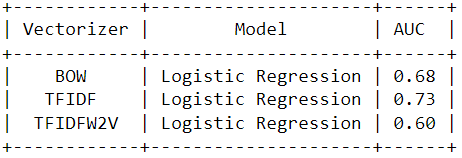 Vectorizer | Model | AUC
BOW | Logistic Regression | 0.68
TFIDF | Logistic Regression | 0.73
TFIDFW2V | Logistic Regression | 0.60